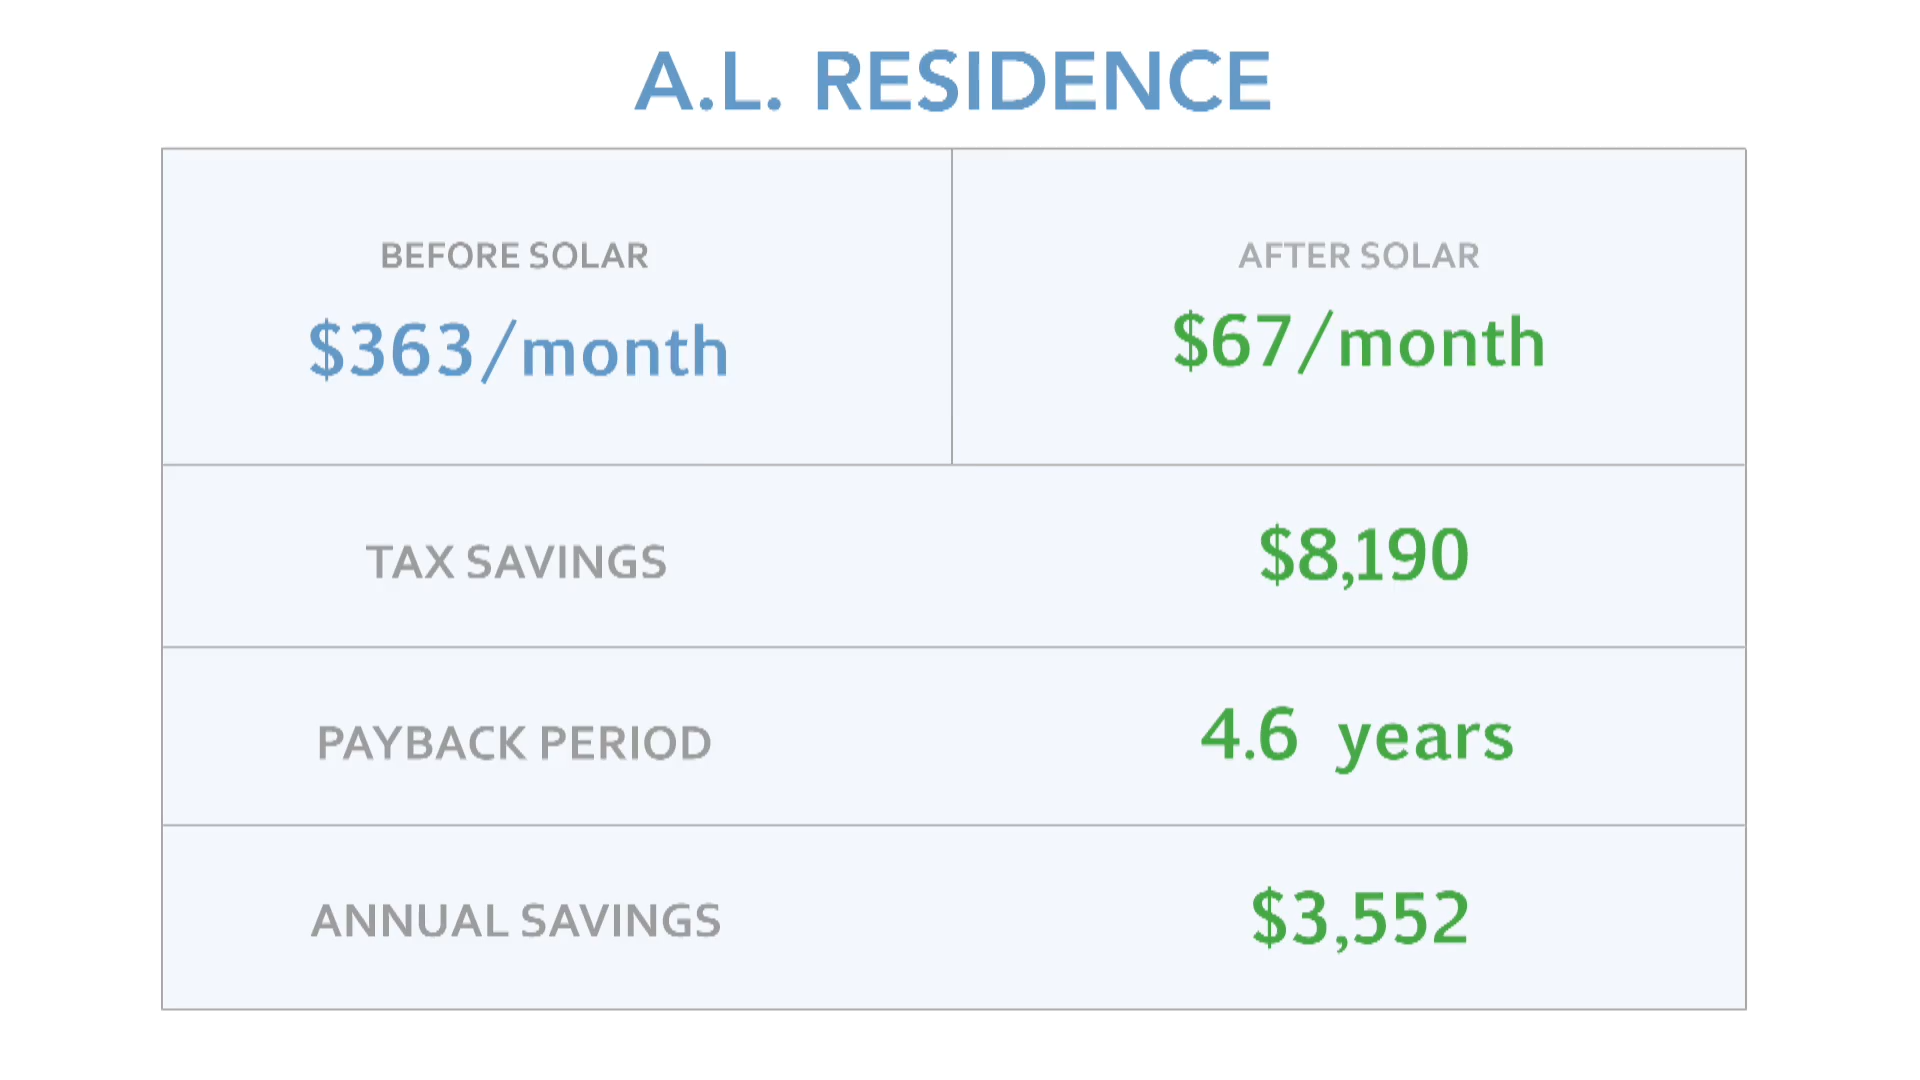 A.L. RESIDENCE
BEFORE SOLAR
$363/month
AFTER SOLAR
$67/month
TAX SAVINGS
$8,190
PAYBACK PERIOD
4.6 years
ANNUAL SAVINGS
$3,552